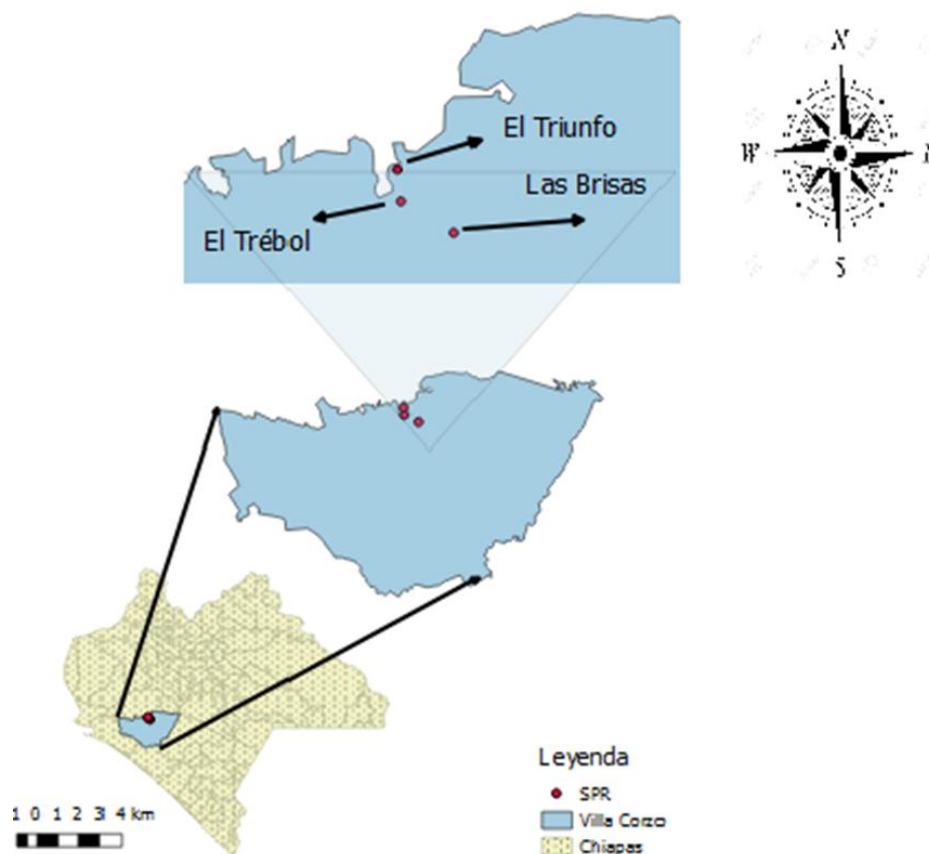 N
W
S
El Triunfo
Las Brisas
El Trébol
Leyenda
SPR
Villa Corzo
Chiapas
1 0 1 2 3 4 km